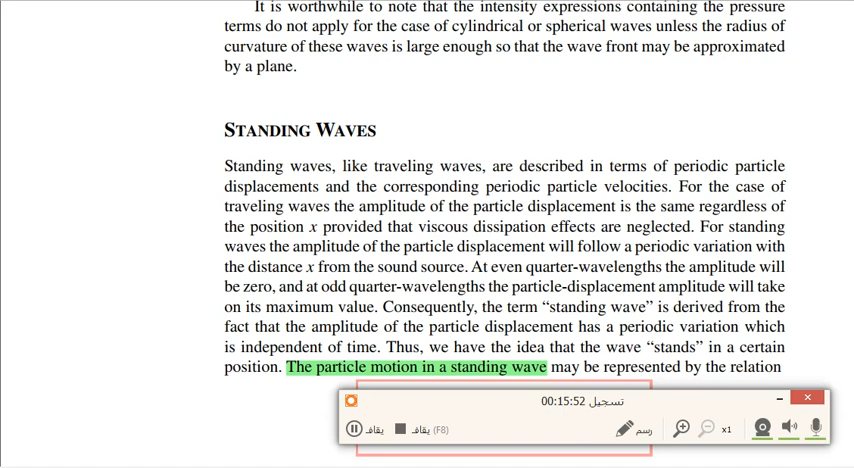 It is worthwhile to note that the intensity expressions containing the pressure
terms do not apply for the case of cylindrical or spherical waves unless the radius of
curvature of these waves is large enough so that the wave front may be approximated
by a plane.
STANDING WAVES
Standing waves, like traveling waves, are described in terms of periodic particle
displacements and the corresponding periodic particle velocities. For the case of
traveling waves the amplitude of the particle displacement is the same regardless of
the position x provided that viscous dissipation effects are neglected. For standing
waves the amplitude of the particle displacement will follow a periodic variation with
the distance x from the sound source. At even quarter-wavelengths the amplitude will
be zero, and at odd quarter-wavelengths the particle-displacement amplitude will take
on its maximum value. Consequently, the term “standing wave” is derived from the
fact that the amplitude of the particle displacement has a periodic variation which
is independent of time. Thus, we have the idea that the wave “stands” in a certain
position. The particle motion in a standing wave may be represented by the relation
تسجيل 00:15:52
يقاف يقاف (F8) رسم x1